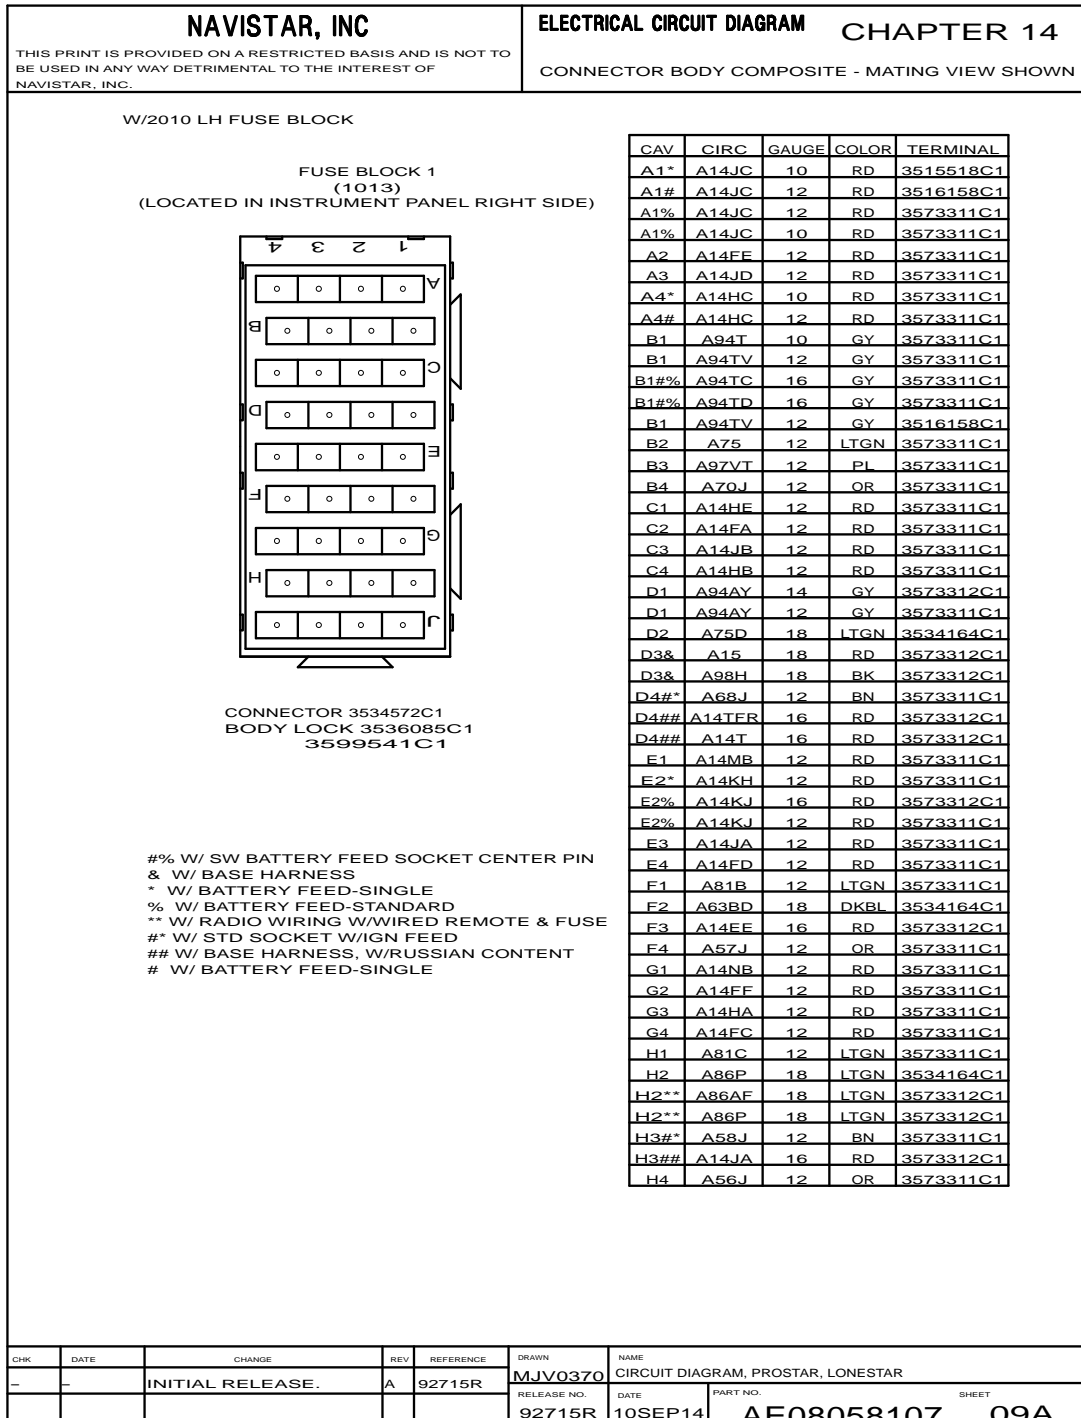 NAVISTAR, INC
THIS PRINT IS PROVIDED ON A RESTRICTED BASIS AND IS NOT TO
BE USED IN ANY WAY DETRIMENTAL TO THE INTEREST OF
NAVISTAR, INC.
ELECTRICAL CIRCUIT DIAGRAM CHAPTER 14
CONNECTOR BODY COMPOSITE - MATING VIEW SHOWN
W/2010 LH FUSE BLOCK
FUSE BLOCK 1
(1013)
(LOCATED IN INSTRUMENT PANEL RIGHT SIDE)
4 3 2 1
A
B
C
D
E
F
G
H
J
CONNECTOR 3534572C1
BODY LOCK 3536085C1
3599541C1
#% W/ SW BATTERY FEED SOCKET CENTER PIN
& W/ BASE HARNESS
* W/ BATTERY FEED-SINGLE
% W/ BATTERY FEED-STANDARD
** W/ RADIO WIRING W/WIRED REMOTE & FUSE
#* W/ STD SOCKET W/IGN FEED
## W/ BASE HARNESS, W/RUSSIAN CONTENT
# W/ BATTERY FEED-SINGLE
CAV CIRC GAUGE COLOR TERMINAL
A1* A14JC 10 RD 3515518C1
A1# A14JC 12 RD 3516158C1
A1% A14JC 12 RD 3573311C1
A1% A14JC 10 RD 3573311C1
A2 A14FE 12 RD 3573311C1
A3 A14JD 12 RD 3573311C1
A4* A14HC 10 RD 3573311C1
A4# A14HC 12 RD 3573311C1
B1 A94T 10 GY 3573311C1
B1 A94TV 12 GY 3573311C1
B1#% A94TC 16 GY 3573311C1
B1#% A94TD 16 GY 3573311C1
B1 A94TV 12 GY 3516158C1
B2 A75 12 LTGN 3573311C1
B3 A97VT 12 PL 3573311C1
B4 A70J 12 OR 3573311C1
C1 A14HE 12 RD 3573311C1
C2 A14FA 12 RD 3573311C1
C3 A14JB 12 RD 3573311C1
C4 A14HB 12 RD 3573311C1
D1 A94AY 14 GY 3573312C1
D1 A94AY 12 GY 3573311C1
D2 A75D 18 LTGN 3534164C1
D3& A15 18 RD 3573312C1
D3& A98H 18 BK 3573312C1
D4#* A68J 12 BN 3573311C1
D4## A14TFR 16 RD 3573312C1
D4## A14T 16 RD 3573312C1
E1 A14MB 12 RD 3573311C1
E2* A14KH 12 RD 3573311C1
E2% A14KJ 16 RD 3573312C1
E2% A14KJ 12 RD 3573311C1
E3 A14JA 12 RD 3573311C1
E4 A14FD 12 RD 3573311C1
F1 A81B 12 LTGN 3573311C1
F2 A63BD 18 DKBL 3534164C1
F3 A14EE 16 RD 3573312C1
F4 A57J 12 OR 3573311C1
G1 A14NB 12 RD 3573311C1
G2 A14FF 12 RD 3573311C1
G3 A14HA 12 RD 3573311C1
G4 A14FC 12 RD 3573311C1
H1 A81C 12 LTGN 3573311C1
H2 A86P 18 LTGN 3534164C1
H2** A86AF 18 LTGN 3573312C1
H2** A86P 18 LTGN 3573312C1
H3#* A58J 12 BN 3573311C1
H3## A14JA 16 RD 3573312C1
H4 A56J 12 OR 3573311C1
CHK DATE CHANGE REV REFERENCE
– – INITIAL RELEASE. A 92715R
DRAWN
MJV0370
NAME
CIRCUIT DIAGRAM, PROSTAR, LONESTAR
RELEASE NO.
92715R
DATE
10SEP14
PART NO. SHEET
AE08058107 09A